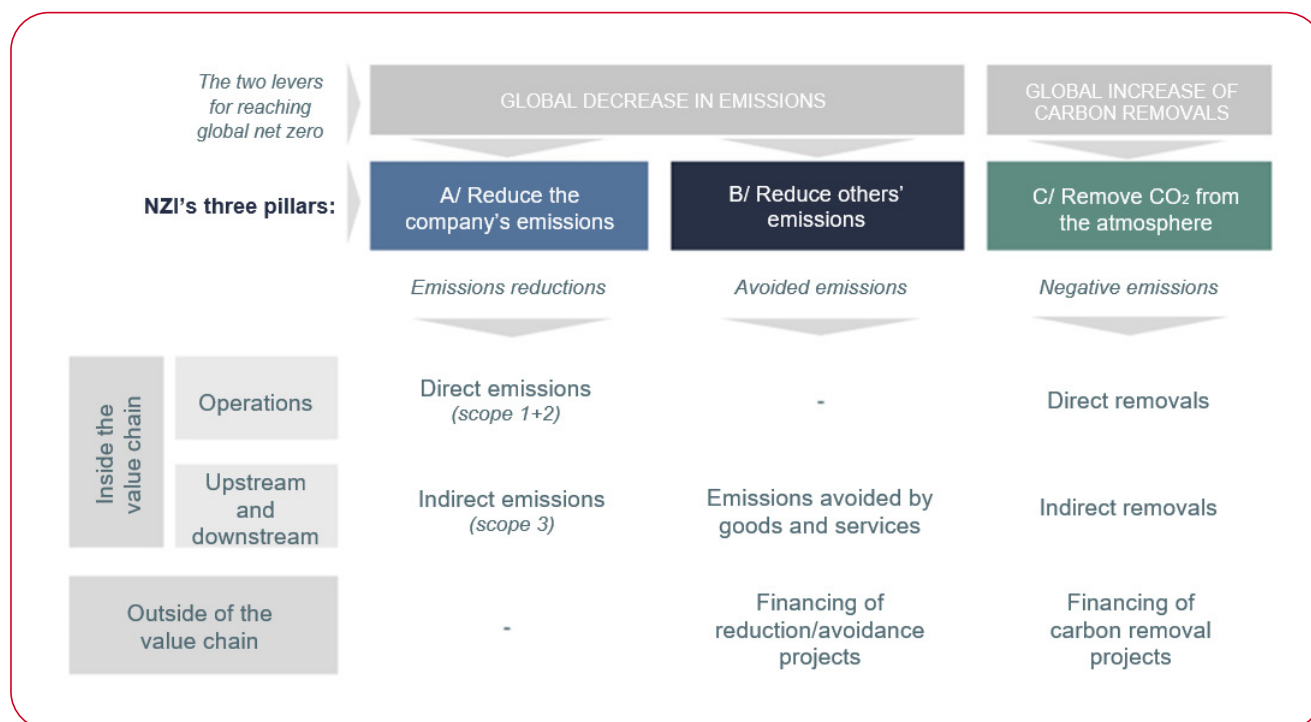 The two levers
for reaching
global net zero
GLOBAL DECREASE IN EMISSIONS
GLOBAL INCREASE OF
CARBON REMOVALS
NZI’s three pillars:
A/ Reduce the
company’s emissions
B/ Reduce others’
emissions
C/ Remove CO₂ from
the atmosphere
Emissions reductions
Avoided emissions
Negative emissions
Inside the
value chain
Operations
Direct emissions
(scope 1+2)
-
Direct removals
Upstream
and
downstream
Indirect emissions
(scope 3)
Emissions avoided by
goods and services
Indirect removals
Outside of the
value chain
-
Financing of
reduction/avoidance
projects
Financing of
carbon removal
projects